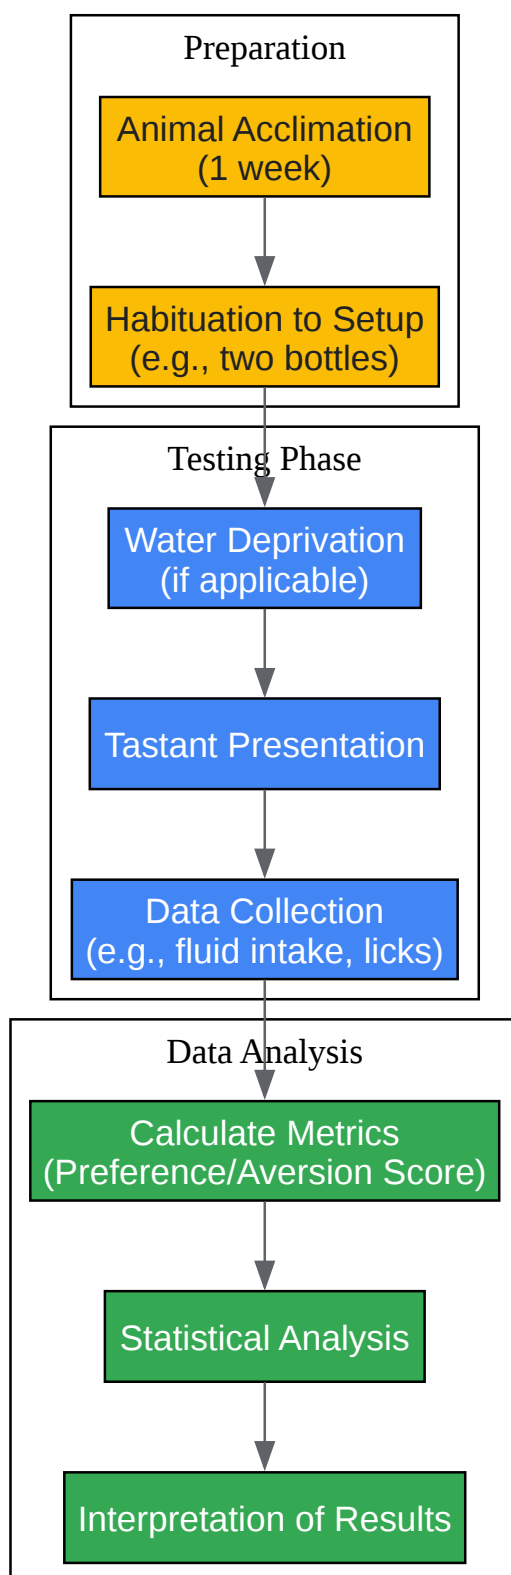 Preparation
Animal Acclimation
(1 week)
Habituation to Setup
(e.g., two bottles)
Testing Phase
Water Deprivation
(if applicable)
Tastant Presentation
Data Collection
(e.g., fluid intake, licks)
Data Analysis
Calculate Metrics
(Preference/Aversion Score)
Statistical Analysis
Interpretation of Results